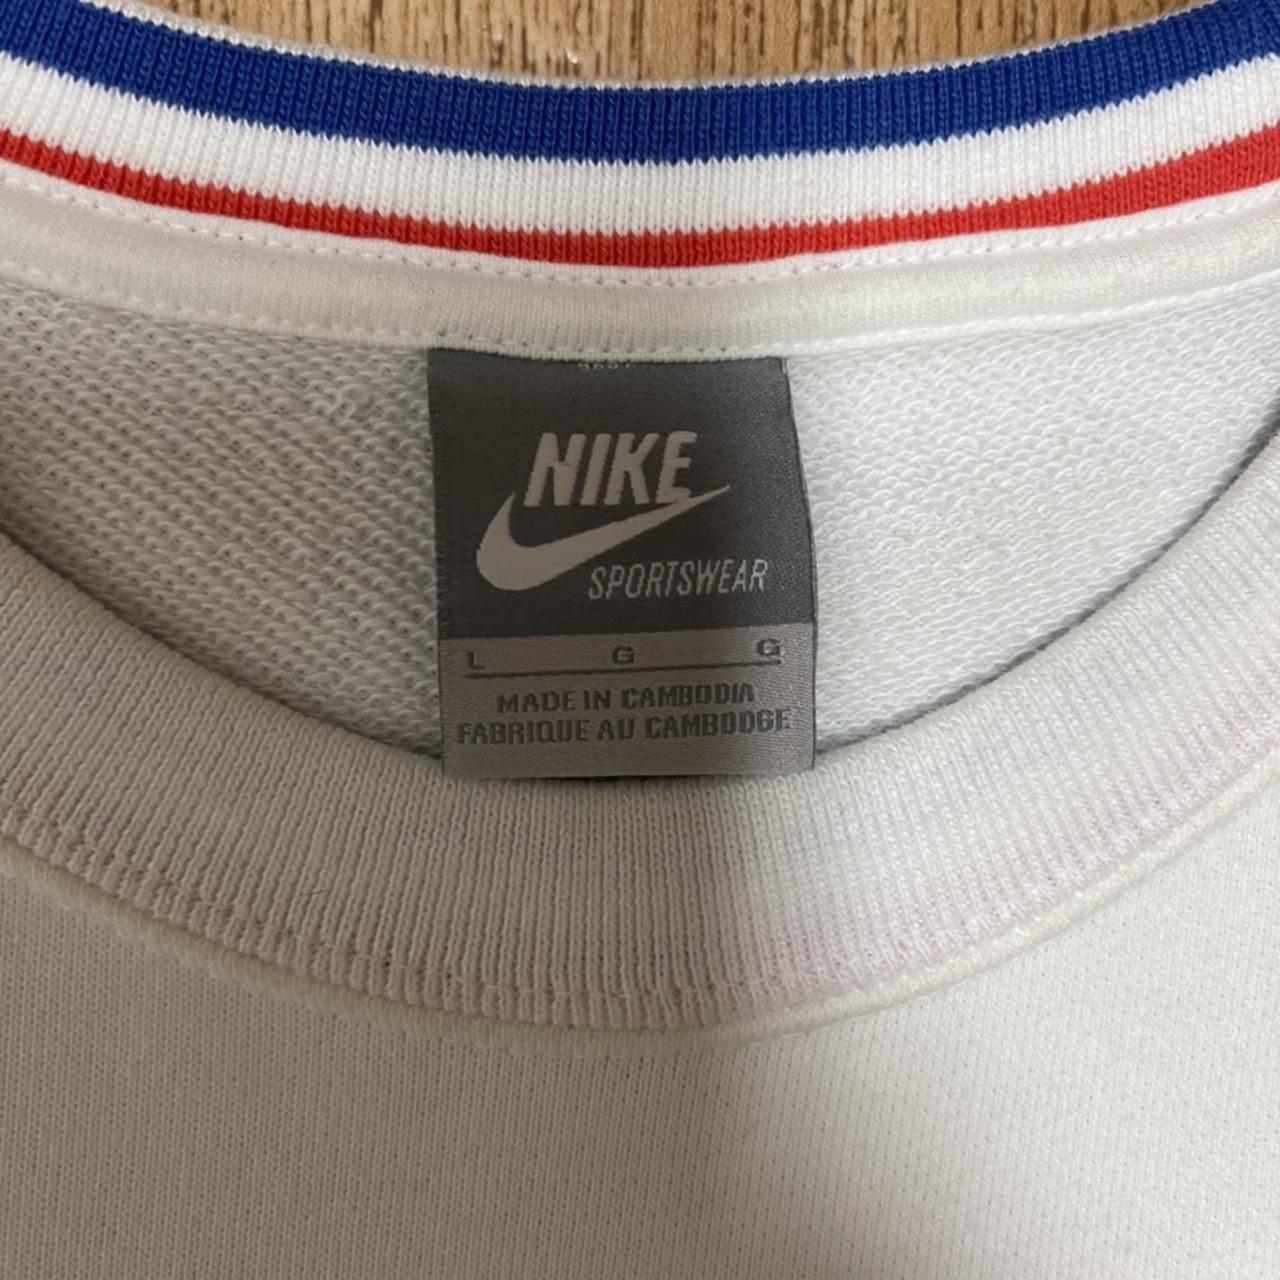 NIKE
SPORTSWEAR
L G G
MADE IN CAMBODIA
FABRIQUE AU CAMBODGE